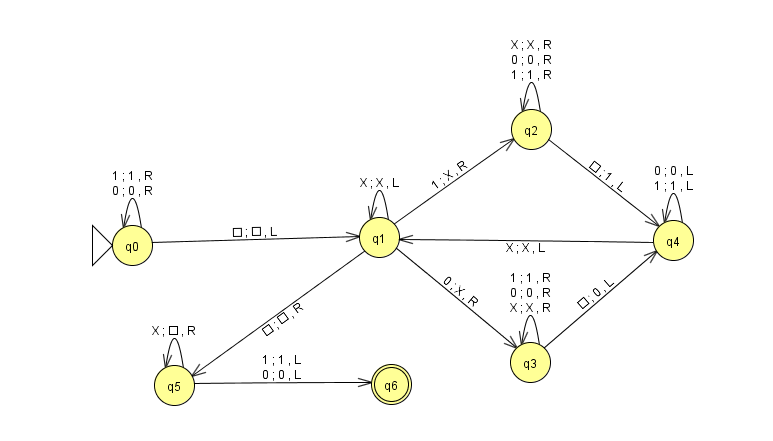 X ; X , R
0 ; 0 , R
1 ; 1 , R
q2
1 ; 1 , R
0 ; 0 , R
q0
□ ; □ , L
X ; X , L
q1
1 ; X , R
□ ; 1 , L
0 ; 0 , L
1 ; 1 , L
q4
X ; X , L
0 ; X , R
1 ; 1 , R
0 ; 0 , R
X ; X , R
q3
□ ; 0 , L
□ ; □ , R
X ; □ , R
q5
1 ; 1 , L
0 ; 0 , L
q6